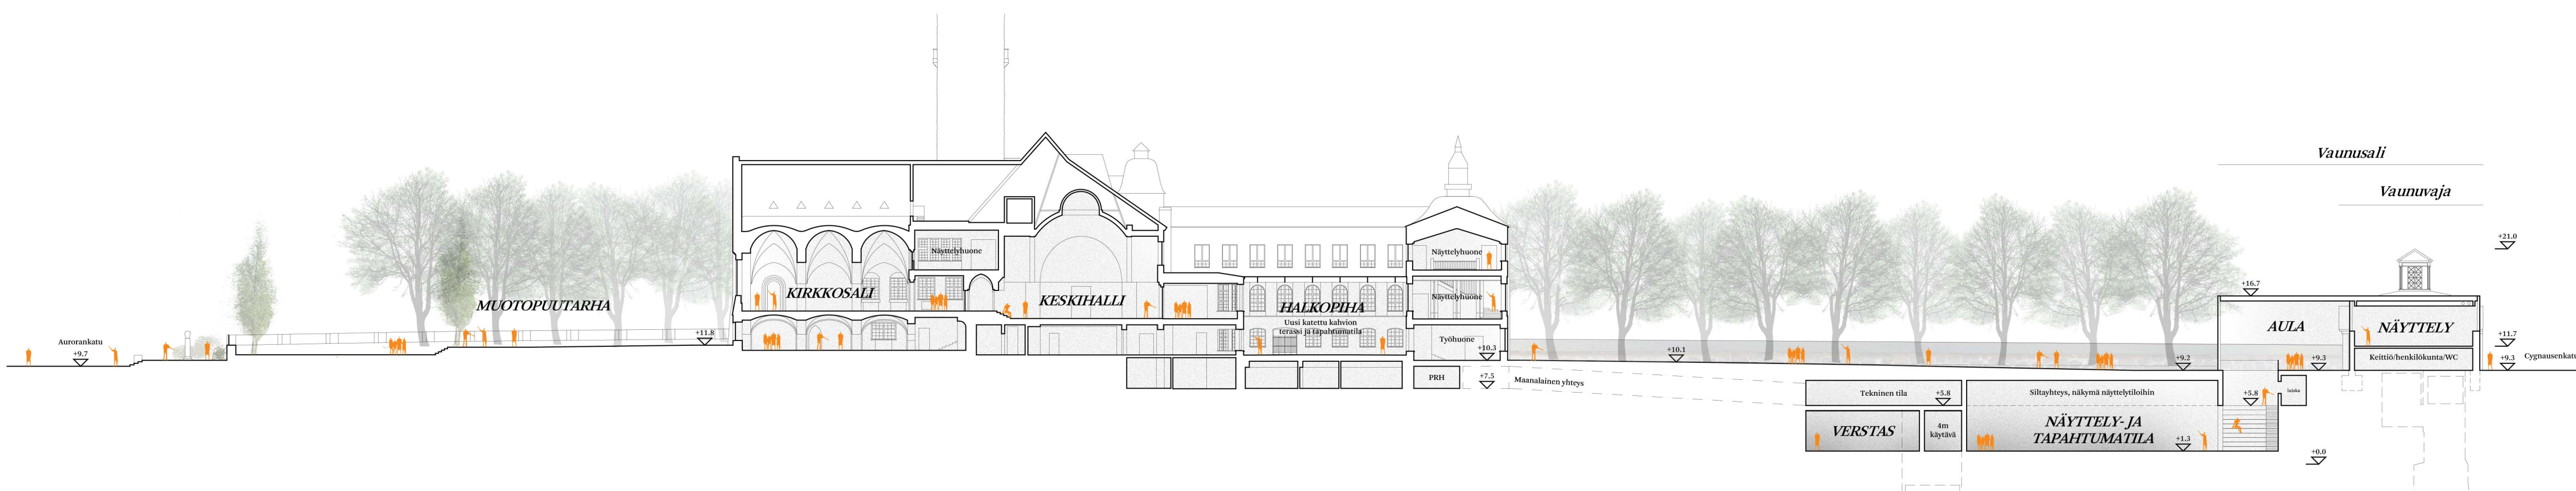 Aurorankatu
+9.7
MUOTOPUUTARHA
+11.8
KIRKKOSALI
Näyttelyhuone
KESKIHALLI
HALKOPIHA
Uusi katettu kahvion
terassi ja tapahtumatila
Näyttelyhuone
Näyttelyhuone
Työhuone
+10.3
PRH
+7.5
Maanalainen yhteys
+10.1
Tekninen tila
+5.8
VERSTAS
4m
käytävä
Siltayhteys, näkymä näyttelytiloihin
NÄYTTELY- JA
TAPAHTUMATILA
+1.3
+9.2
+5.8
luiska
+0.0
Vaunusali
Vaunuvaja
+16.7
AULA
+9.3
NÄYTTELY
Keittiö/henkilökunta/WC
+21.0
+11.7
+9.3
Cygnausenkatu